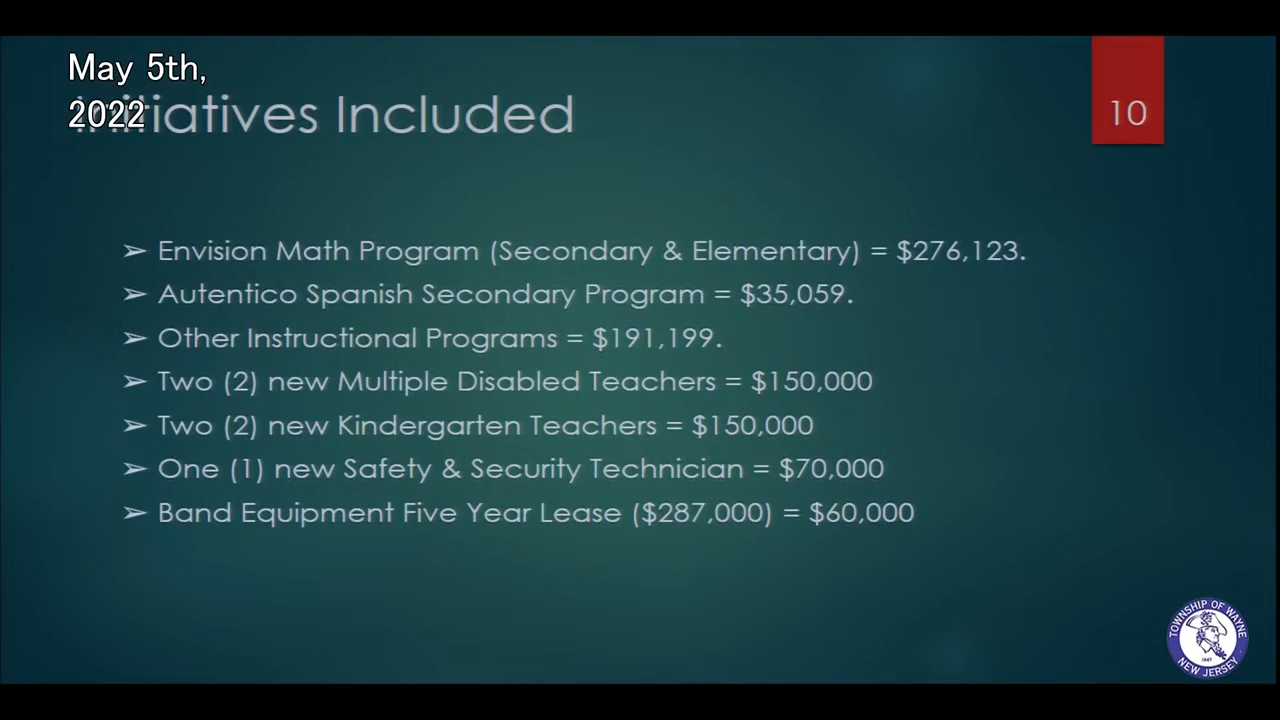 May 5th,
2022
Initiatives Included
10
➢ Envision Math Program (Secondary & Elementary) = $276,123.
➢ Autentico Spanish Secondary Program = $35,059.
➢ Other Instructional Programs = $191,199.
➢ Two (2) new Multiple Disabled Teachers = $150,000
➢ Two (2) new Kindergarten Teachers = $150,000
➢ One (1) new Safety & Security Technician = $70,000
➢ Band Equipment Five Year Lease ($287,000) = $60,000
TOWNSHIP OF WAYNE
1847
NEW JERSEY